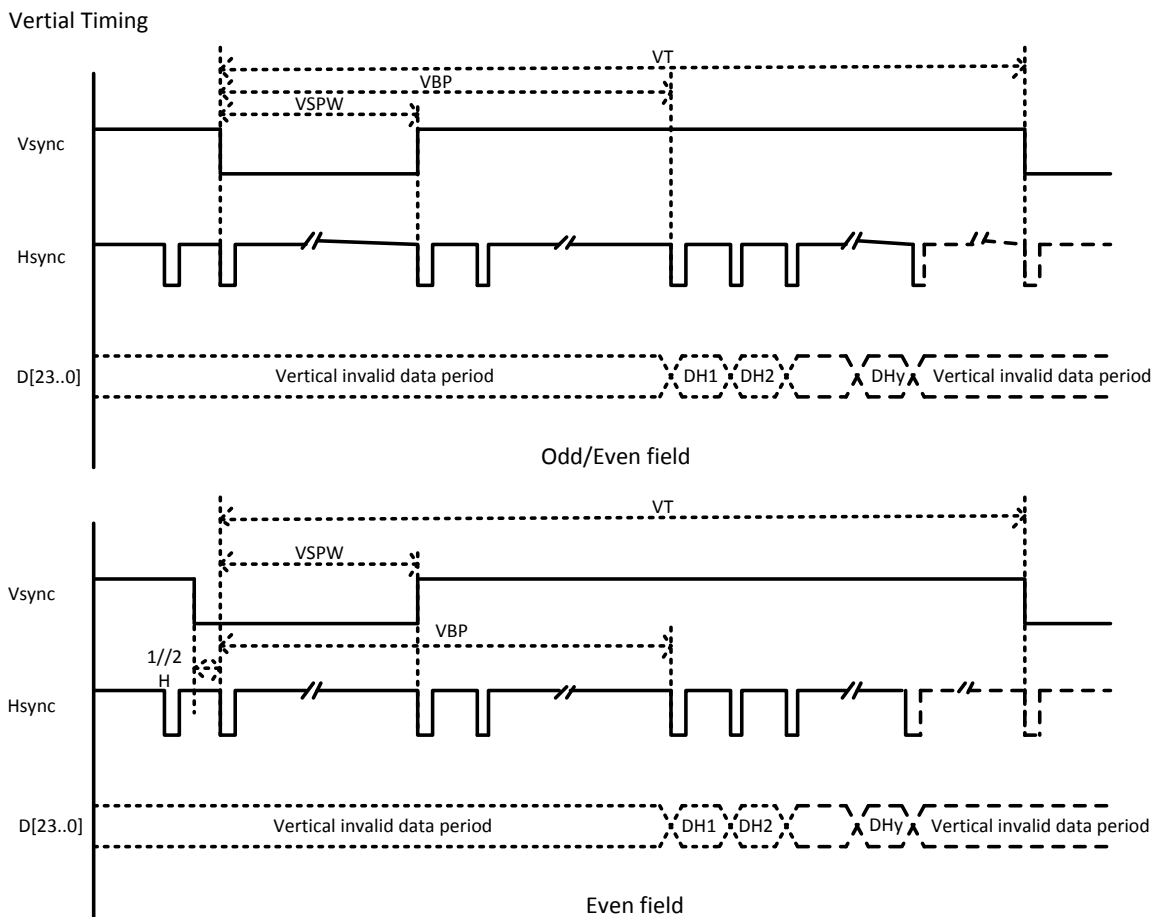 Vertial Timing
VT
VBP
VSPW
Vsync
Hsync
D[23..0]
Vertical invalid data period
DH1
DH2
DHy
Vertical invalid data period
Odd/Even field
VT
VSPW
Vsync
VBP
1//2
H
Hsync
D[23..0]
Vertical invalid data period
DH1
DH2
DHy
Vertical invalid data period
Even field